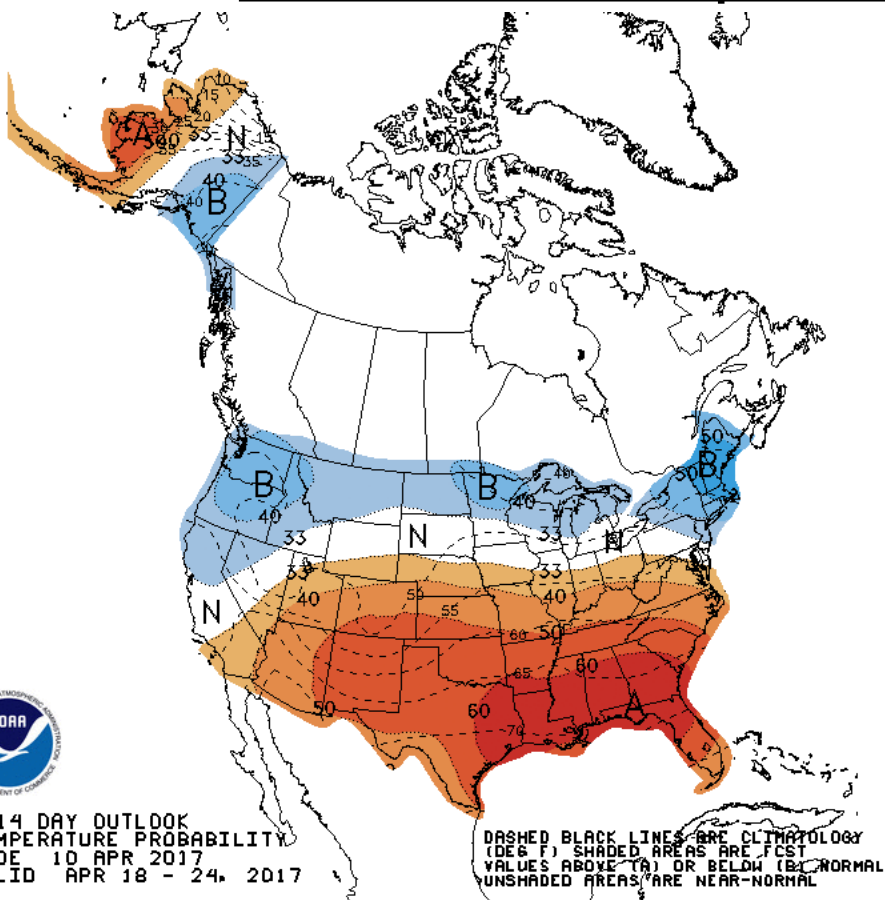 10
15
20
25
33
15
A
40
N
33
35
40
40
B
50
50
B
B
40
B
40
40
33
N
33
N
33
33
50
40
55
40
N
60
50
65
60
50
60
A
70
14 DAY OUTLOOK
MPERATURE PROBABILITY
DE 10 APR 2017
LID APR 18 - 24, 2017
DASHED BLACK LINES ARE CLIMATOLOGY
(DEG F) SHADED AREAS ARE FCST
VALUES ABOVE (A) OR BELOW (B) NORMAL
UNSHADED AREAS ARE NEAR-NORMAL